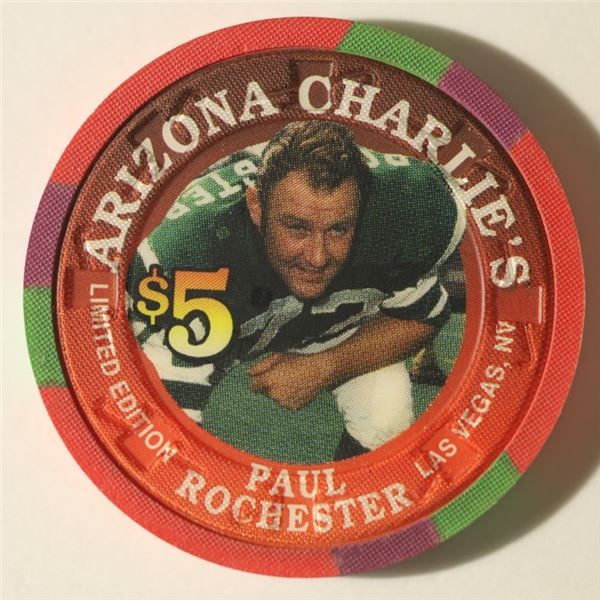 ARIZONA CHARLIE'S
$5
LIMITED EDITION
PAUL
ROCHESTER
LAS VEGAS, NV